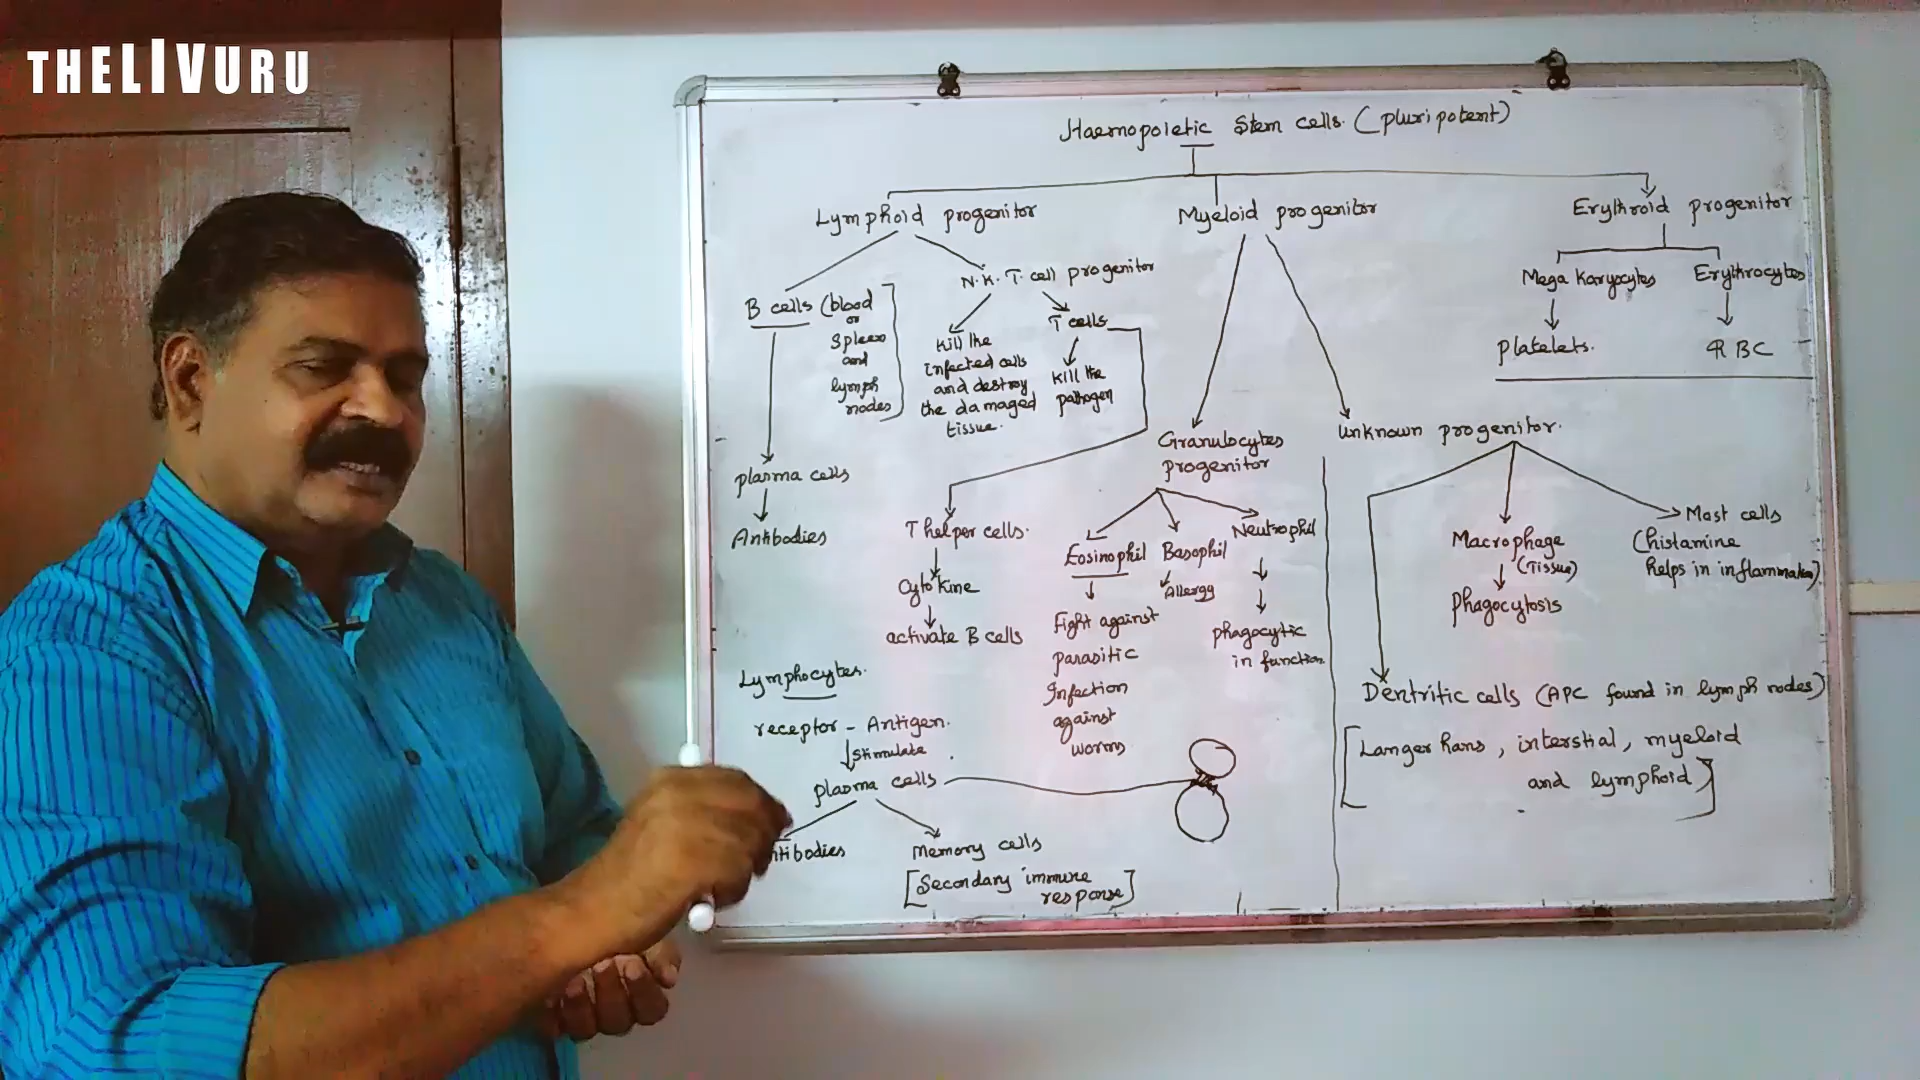 THELIVURU
Haemopoietic Stem cells. (pluripotent)
Lymphoid progenitor
Myeloid progenitor
Erythroid progenitor
B cells (blood
or
Spleen
and
lymph
nodes
N.K. T cell progenitor
Kill the
infected cells
and destroy
the damaged
tissue.
T cells
Kill the
pathogen
Mega Karyocytes
Erythrocytes
platelets.
RBC
plasma cells
Antibodies
T helper cells.
Cytokine
activate B cells
Granulocytes
progenitor
Eosinophil
Basophil
Neutrophil
Fight against
parasitic
Infection
against
worms
Allergy
phagocytic
in function
unknown progenitor.
Macrophage
(Tissue)
phagocytosis
Mast cells
(histamine
helps in inflammation)
Dentritic cells (APC found in lymph nodes)
[Langerhans, interstial, myeloid
and lymphoid]
Lymphocytes.
receptor - Antigen.
Stimulate
plasma cells
ntibodies
Memory cells
[Secondary immune
response]